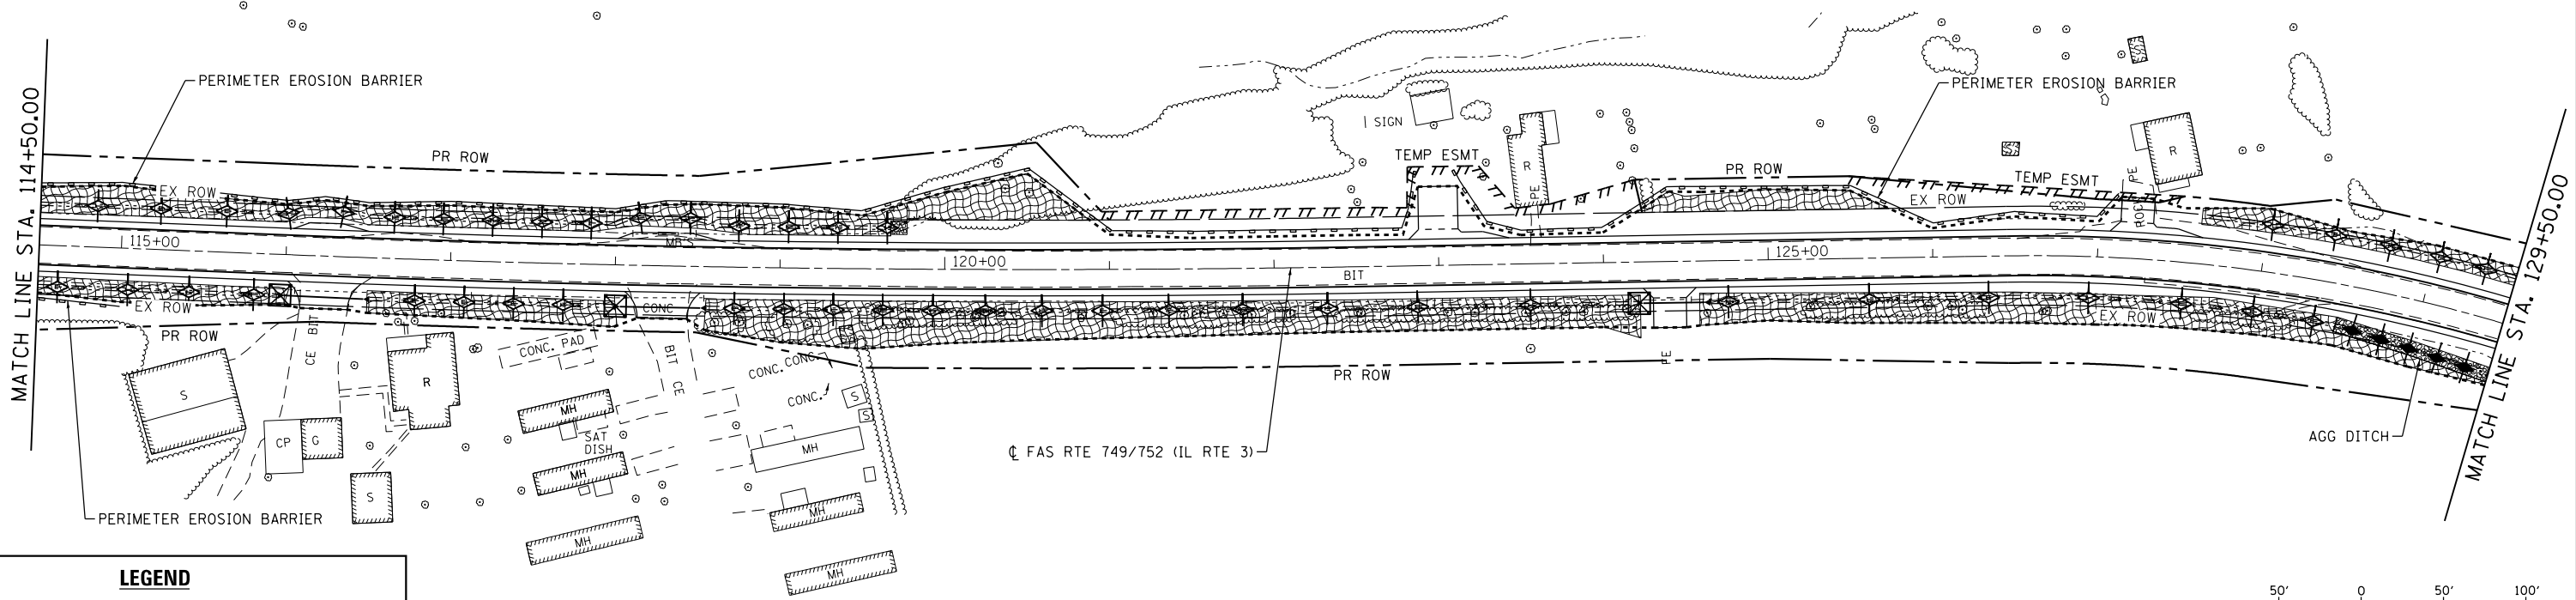 MATCH LINE STA. 114+50.00
PERIMETER EROSION BARRIER
PR ROW
EX ROW
115+00
MB'S
SIGN
TEMP ESMT
R
PE
PR ROW
PERIMETER EROSION BARRIER
S
S
R
PE
TEMP ESMT
EX ROW
ROCK
120+00
BIT
125+00
MATCH LINE STA. 129+50.00
EX ROW
PR ROW
CE BIT
CONC
CONC. PAD
BIT CE
CONC.
CONC.
CONC.
PR ROW
PE
EX ROW
S
CP
G
R
S
MH
SAT
DISH
MH
MH
MH
MH
MH
S
S
℄ FAS RTE 749/752 (IL RTE 3)
AGG DITCH
PERIMETER EROSION BARRIER
LEGEND
50' 0 50' 100'